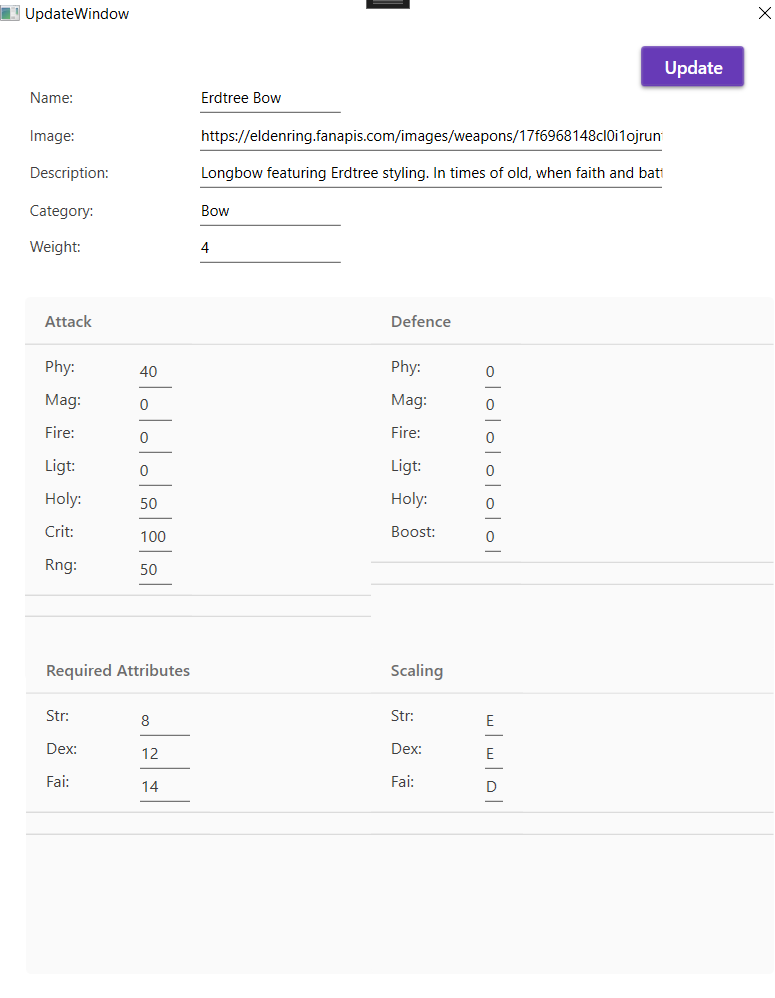 UpdateWindow
Update
Name: Erdtree Bow
Image: https://eldenring.fanapis.com/images/weapons/17f6968148cl0i1ojrun
Description: Longbow featuring Erdtree styling. In times of old, when faith and batt
Category: Bow
Weight: 4
Attack Defence
Phy: 40 Phy: 0
Mag: 0 Mag: 0
Fire: 0 Fire: 0
Ligt: 0 Ligt: 0
Holy: 50 Holy: 0
Crit: 100 Boost: 0
Rng: 50
Required Attributes Scaling
Str: 8 Str: E
Dex: 12 Dex: E
Fai: 14 Fai: D